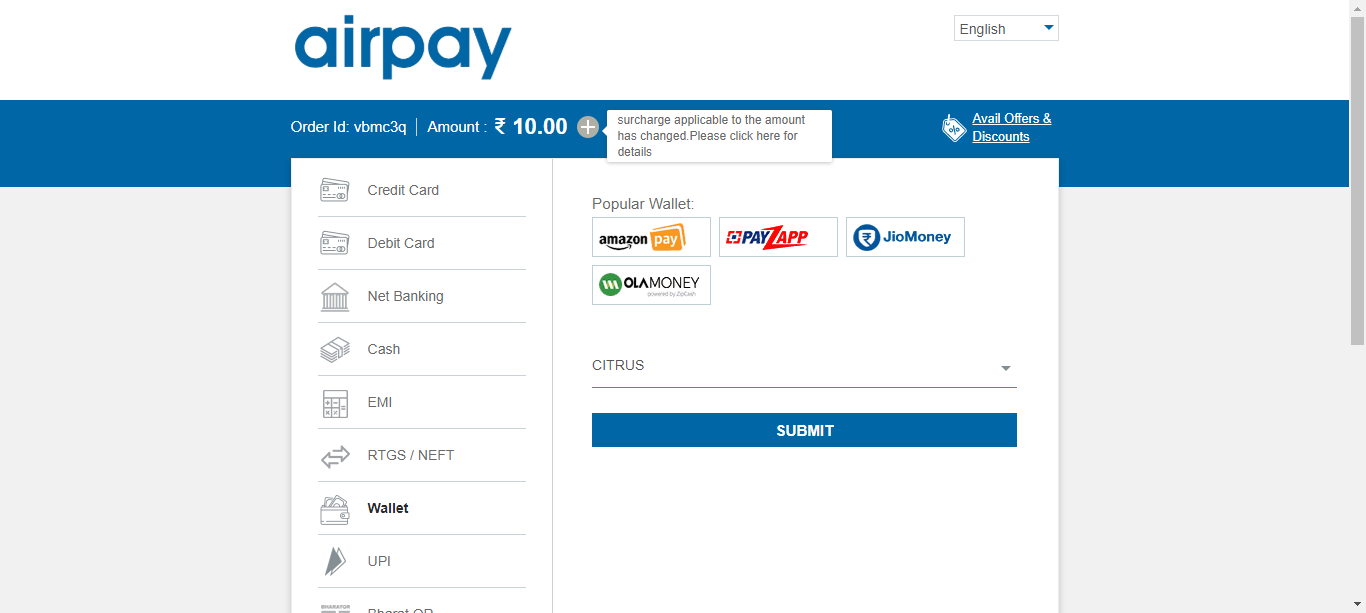 airpay
English
Order Id: vbmc3q
Amount : ₹ 10.00
surcharge applicable to the amount
has changed.Please click here for
details
Avail Offers &
Discounts
Credit Card
Debit Card
Net Banking
Cash
EMI
RTGS / NEFT
Wallet
UPI
BHARATQR
Bharat QR
Popular Wallet:
amazon pay
PAYZAPP
JioMoney
OLAMONEY
powered by ZipCash
CITRUS
SUBMIT